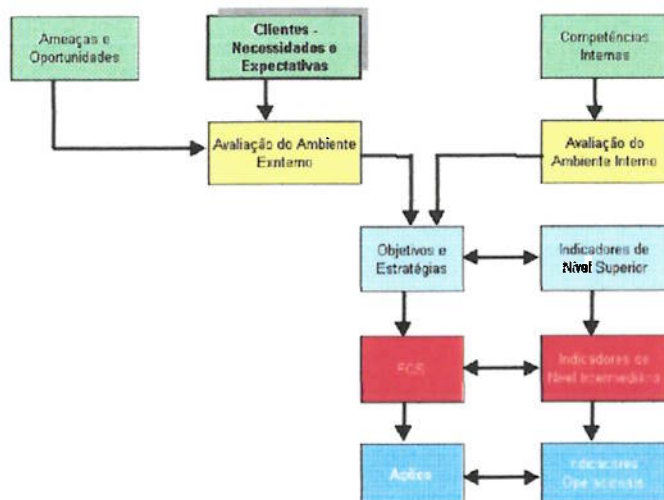 Ameaças e
Oportunidades
Clientes -
Necessidades e
Expectativas
Competências
Internas
Avaliação do Ambiente
Exnterno
Avaliação do
Ambiente Interno
Objetivos e
Estratégias
Indicadores de
Nível Superior
FCS
Indicadores de
Nível Intermediário
Ações
Indicadores
Operacionais